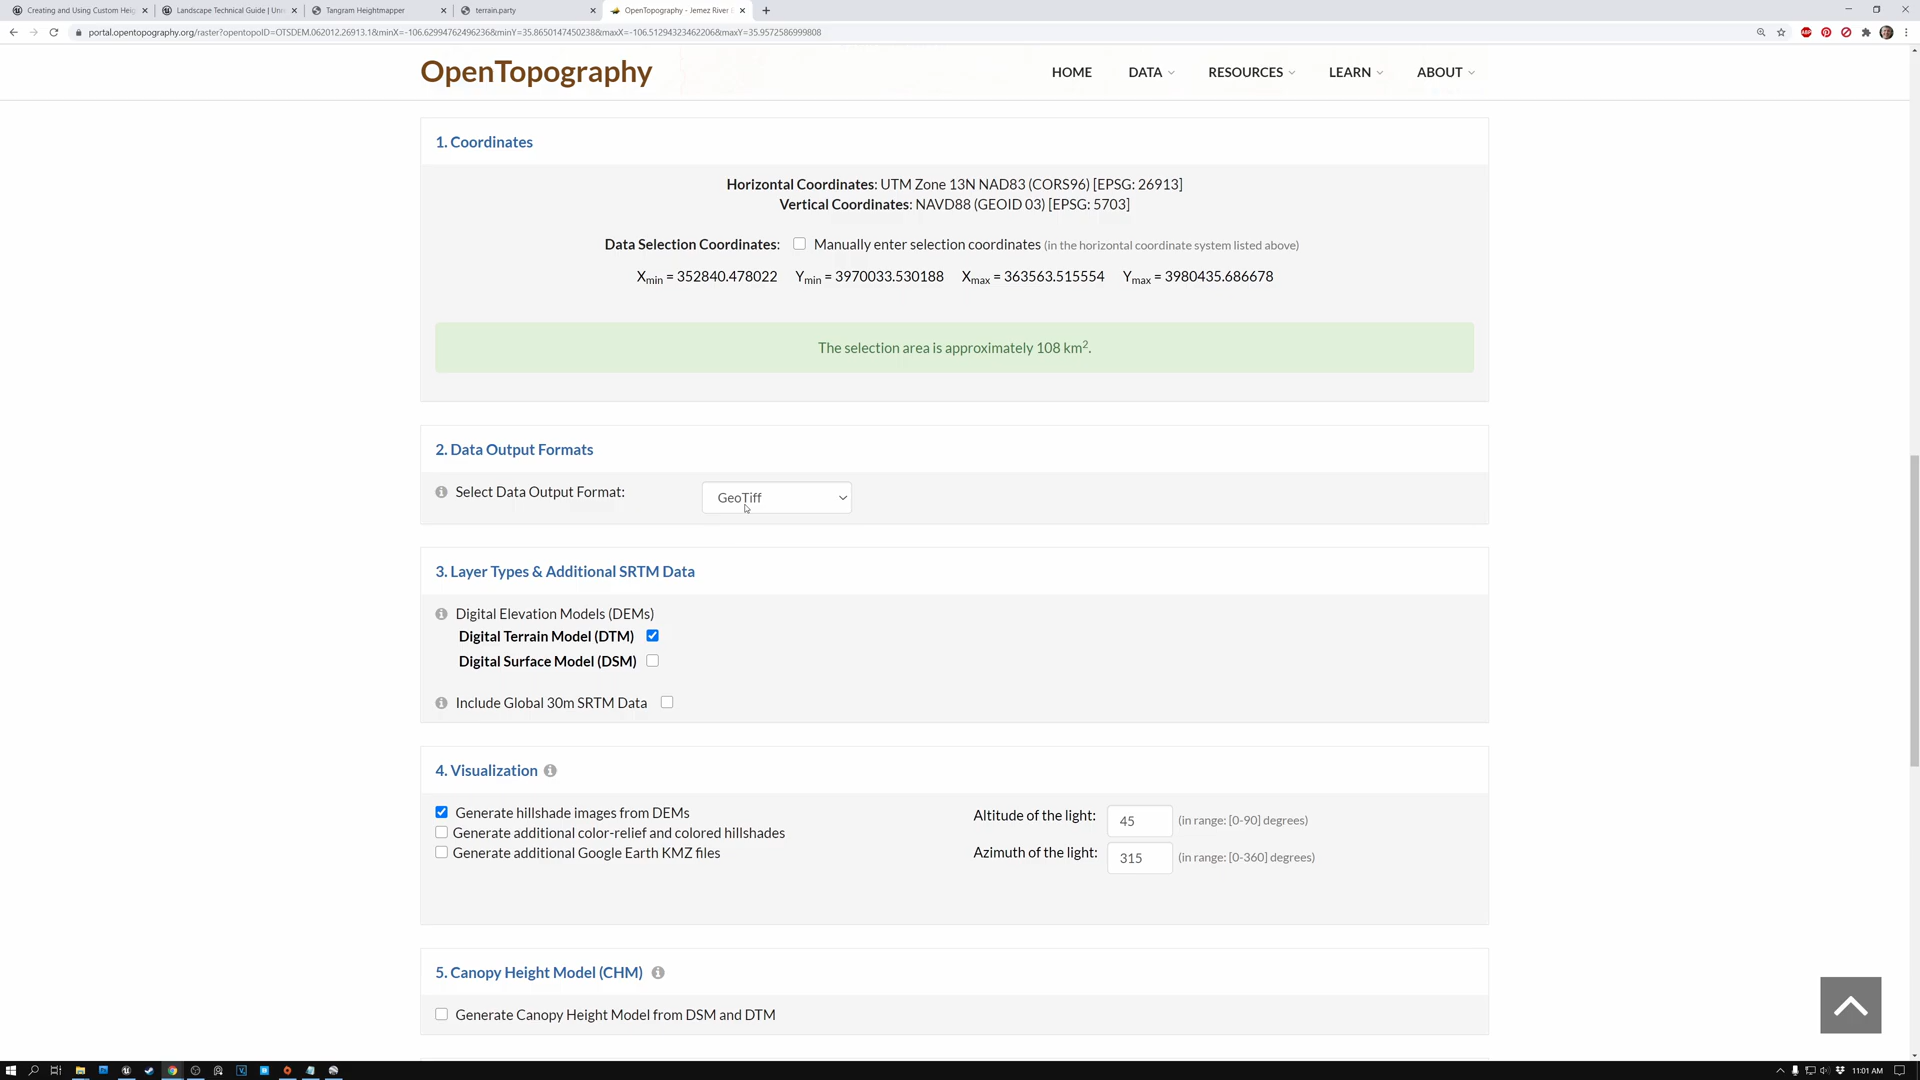 Creating and Using Custom Heig
Landscape Technical Guide | Unr
Tangram Heightmapper
terrain.party
OpenTopography - Jemez River
portal.opentopography.org/raster?opentopoID=OTSDEM.062012.26913.1&minX=-106.6299476249623&minY=35.86501474502388&maxX=-106.51294323462206&maxY=35.9572586999808
OpenTopography
HOME DATA RESOURCES LEARN ABOUT
1. Coordinates
Horizontal Coordinates: UTM Zone 13N NAD83 (CORS96) [EPSG: 26913]
Vertical Coordinates: NAVD88 (GEOID 03) [EPSG: 5703]
Data Selection Coordinates: Manually enter selection coordinates (in the horizontal coordinate system listed above)
Xmin = 352840.478022 Ymin = 3970033.530188 Xmax = 363563.515554 Ymax = 3980435.686678
The selection area is approximately 108 km2.
2. Data Output Formats
Select Data Output Format: GeoTiff
3. Layer Types & Additional SRTM Data
Digital Elevation Models (DEMs)
Digital Terrain Model (DTM)
Digital Surface Model (DSM)
Include Global 30m SRTM Data
4. Visualization
Generate hillshade images from DEMs
Generate additional color-relief and colored hillshades
Generate additional Google Earth KMZ files
Altitude of the light: 45 (in range: [0-90] degrees)
Azimuth of the light: 315 (in range: [0-360] degrees)
5. Canopy Height Model (CHM)
Generate Canopy Height Model from DSM and DTM
11:01 AM